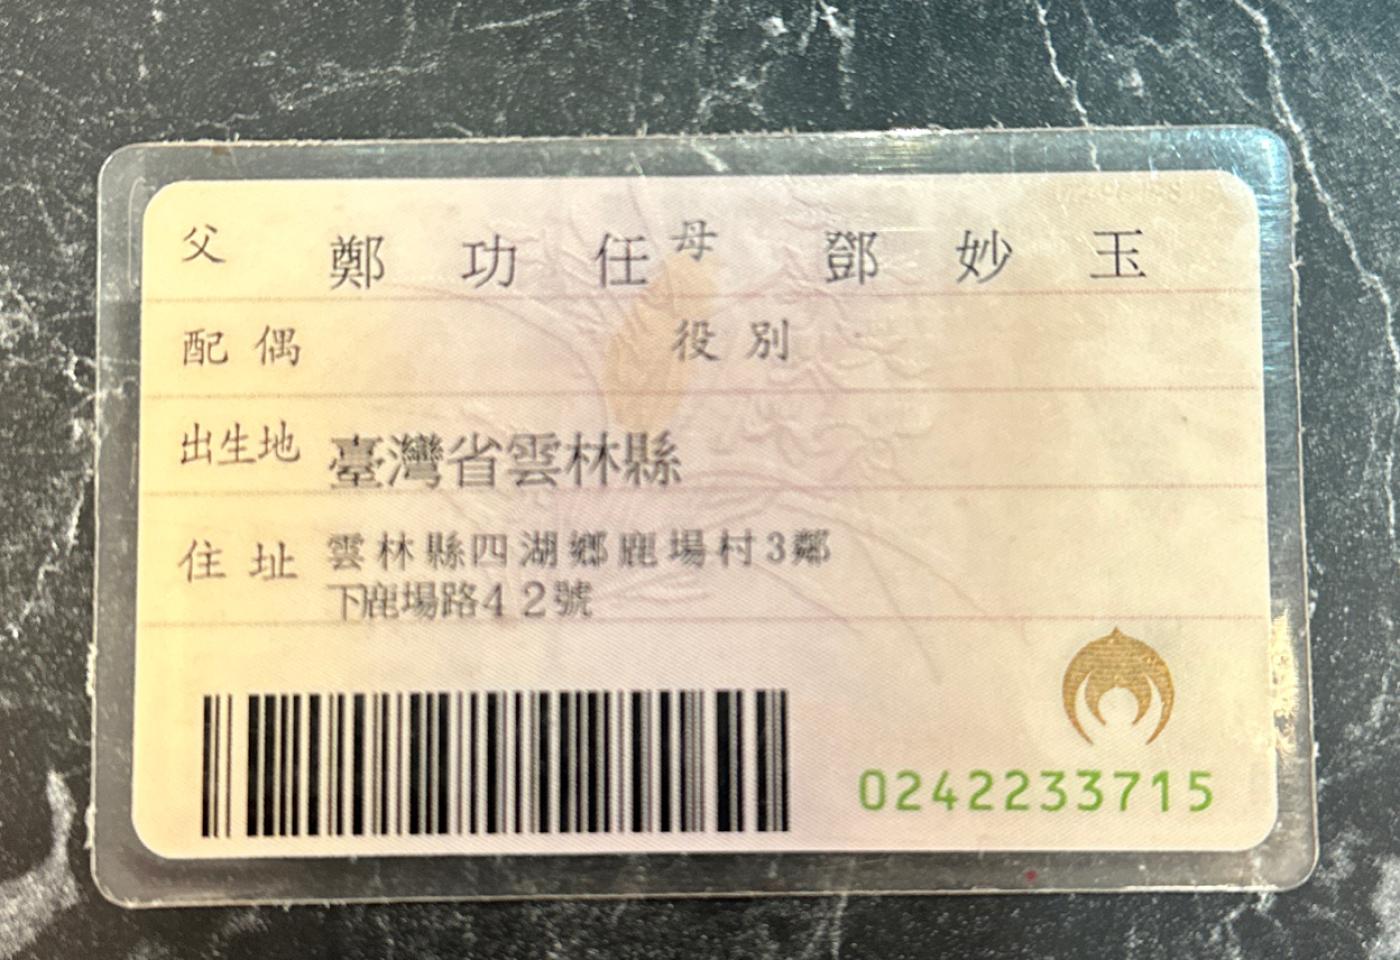 父 鄭功任 母 鄧妙玉
配偶 役別
出生地 臺灣省雲林縣
住址 雲林縣四湖鄉鹿場村3鄰
下鹿場路42號
0242233715